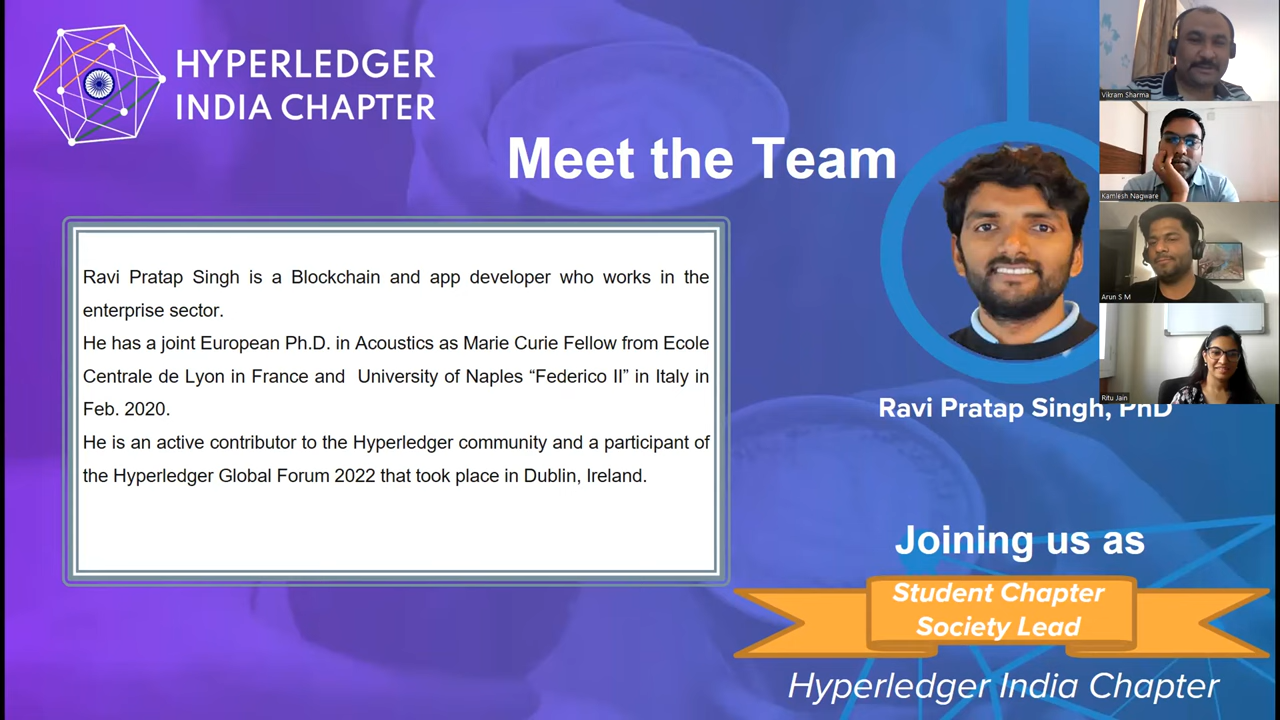 HYPERLEDGER
INDIA CHAPTER
Meet the Team
Ravi Pratap Singh is a Blockchain and app developer who works in the
enterprise sector.
He has a joint European Ph.D. in Acoustics as Marie Curie Fellow from Ecole
Centrale de Lyon in France and University of Naples “Federico II” in Italy in
Feb. 2020.
He is an active contributor to the Hyperledger community and a participant of
the Hyperledger Global Forum 2022 that took place in Dublin, Ireland.
Ravi Pratap Singh, PhD
Joining us as
Student Chapter
Society Lead
Hyperledger India Chapter
Vikram Sharma
Kamlesh Nagware
Arun S M
Ritu Jain